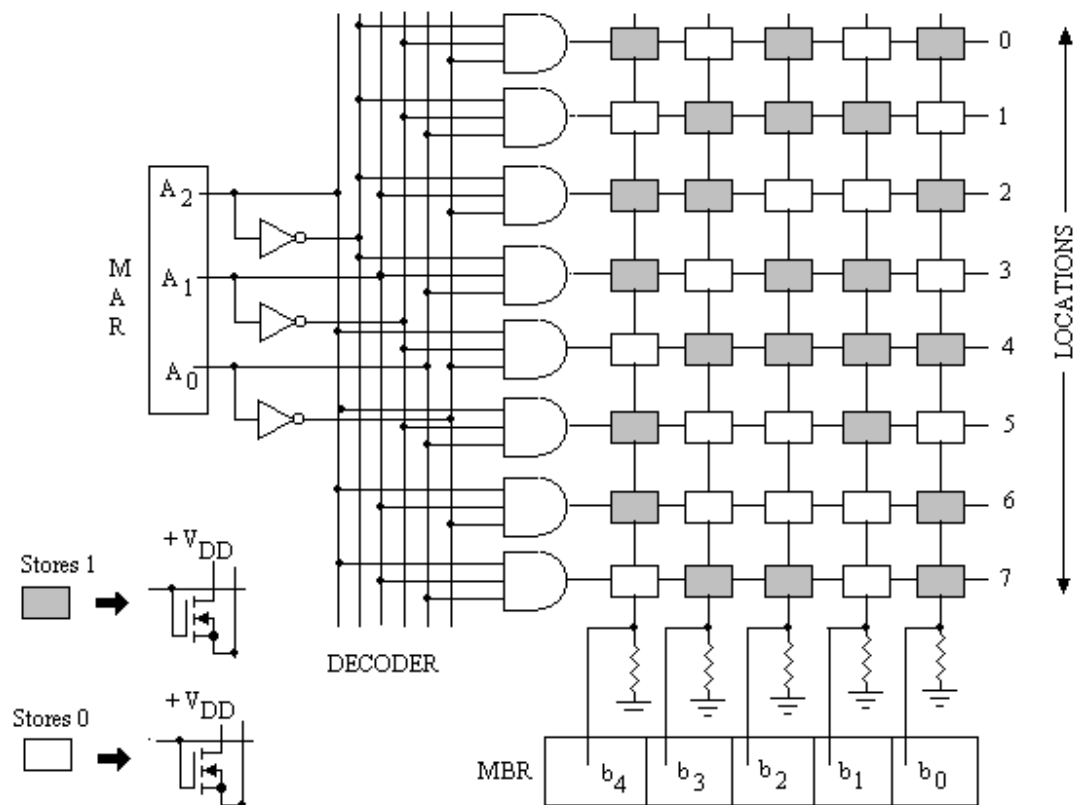 0
1
2
3
4
5
6
7
LOCATIONS
M
A
R
A2
A1
A0
DECODER
Stores 1
+VDD
Stores 0
+VDD
MBR
b4
b3
b2
b1
b0